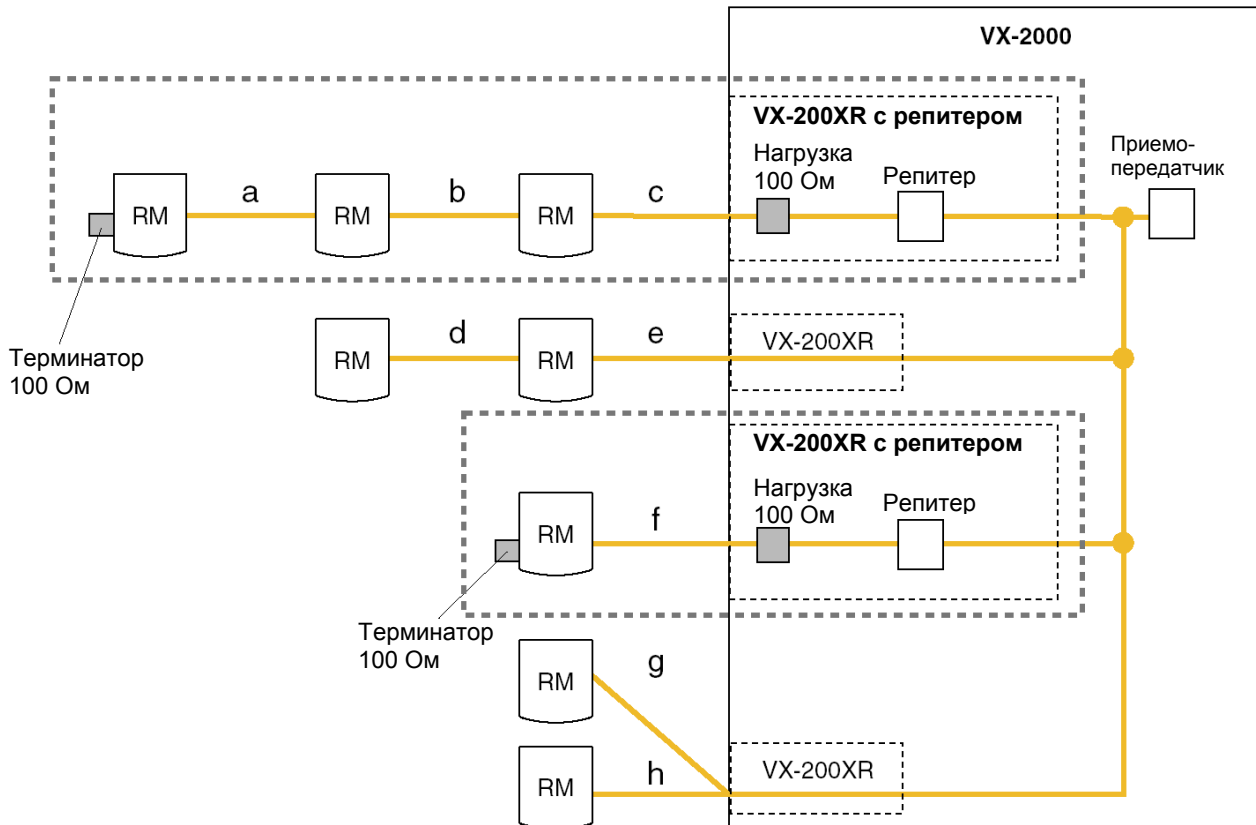 VX-2000
VX-200XR с репитером
Нагрузка
100 Ом
Репитер
Приемо-
передатчик
RM
a
RM
b
RM
c
Терминатор
100 Ом
RM
d
RM
e
VX-200XR
VX-200XR с репитером
Нагрузка
100 Ом
Репитер
RM
f
Терминатор
100 Ом
RM
g
RM
h
VX-200XR